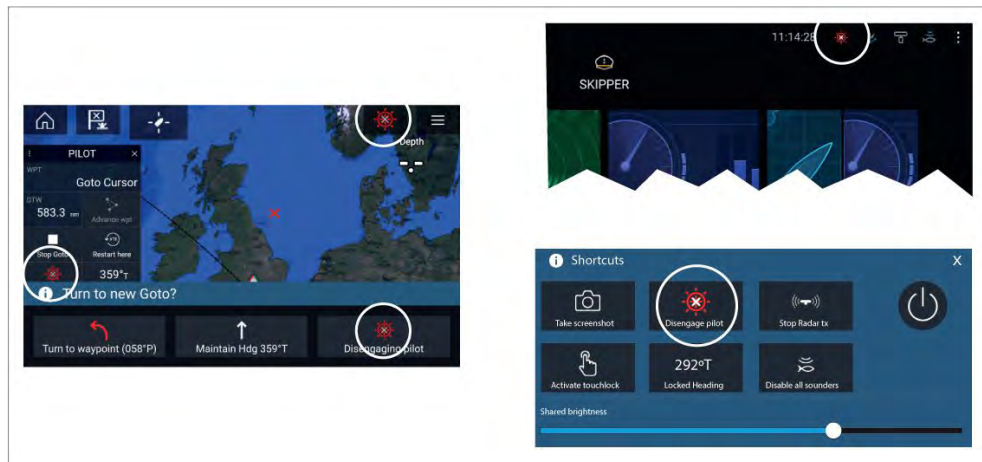 Depth
--.-
PILOT
X
WPT
Goto Cursor
DTW
583.3 nm
Advance wpt
XTE
Stop Goto
Restart here
359°T
Turn to new Goto?
Turn to waypoint (058°P)
Maintain Hdg 359°T
Disengaging pilot
11:14:28
SKIPPER
Shortcuts
X
Take screenshot
Disengage pilot
Stop Radar tx
Activate touchlock
292ºT
Locked Heading
Disable all sounders
Shared brightness